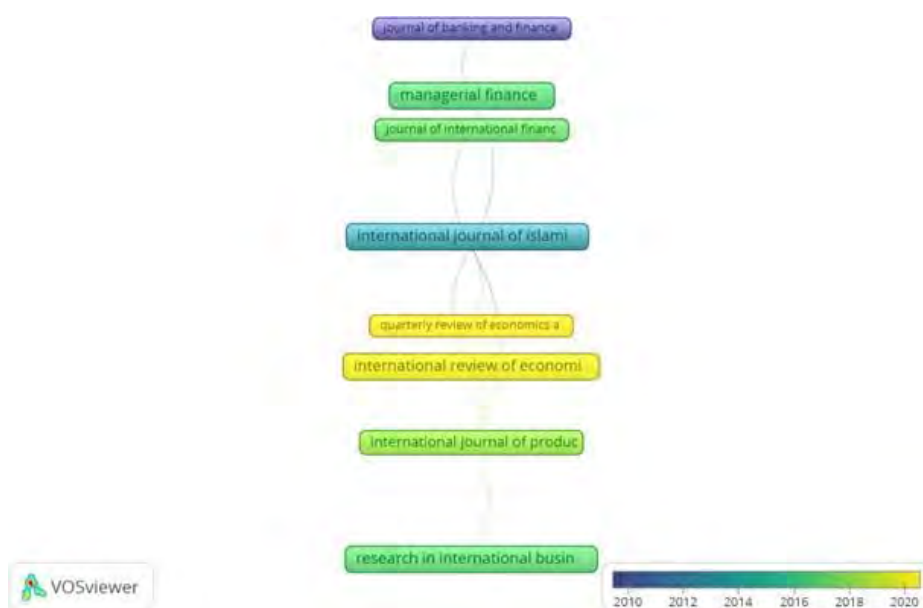 journal of banking and finance
managerial finance
journal of international financ
international journal of islami
quarterly review of economics a
international review of economi
international journal of produc
research in international busin
VOSviewer
2010 2012 2014 2016 2018 2020